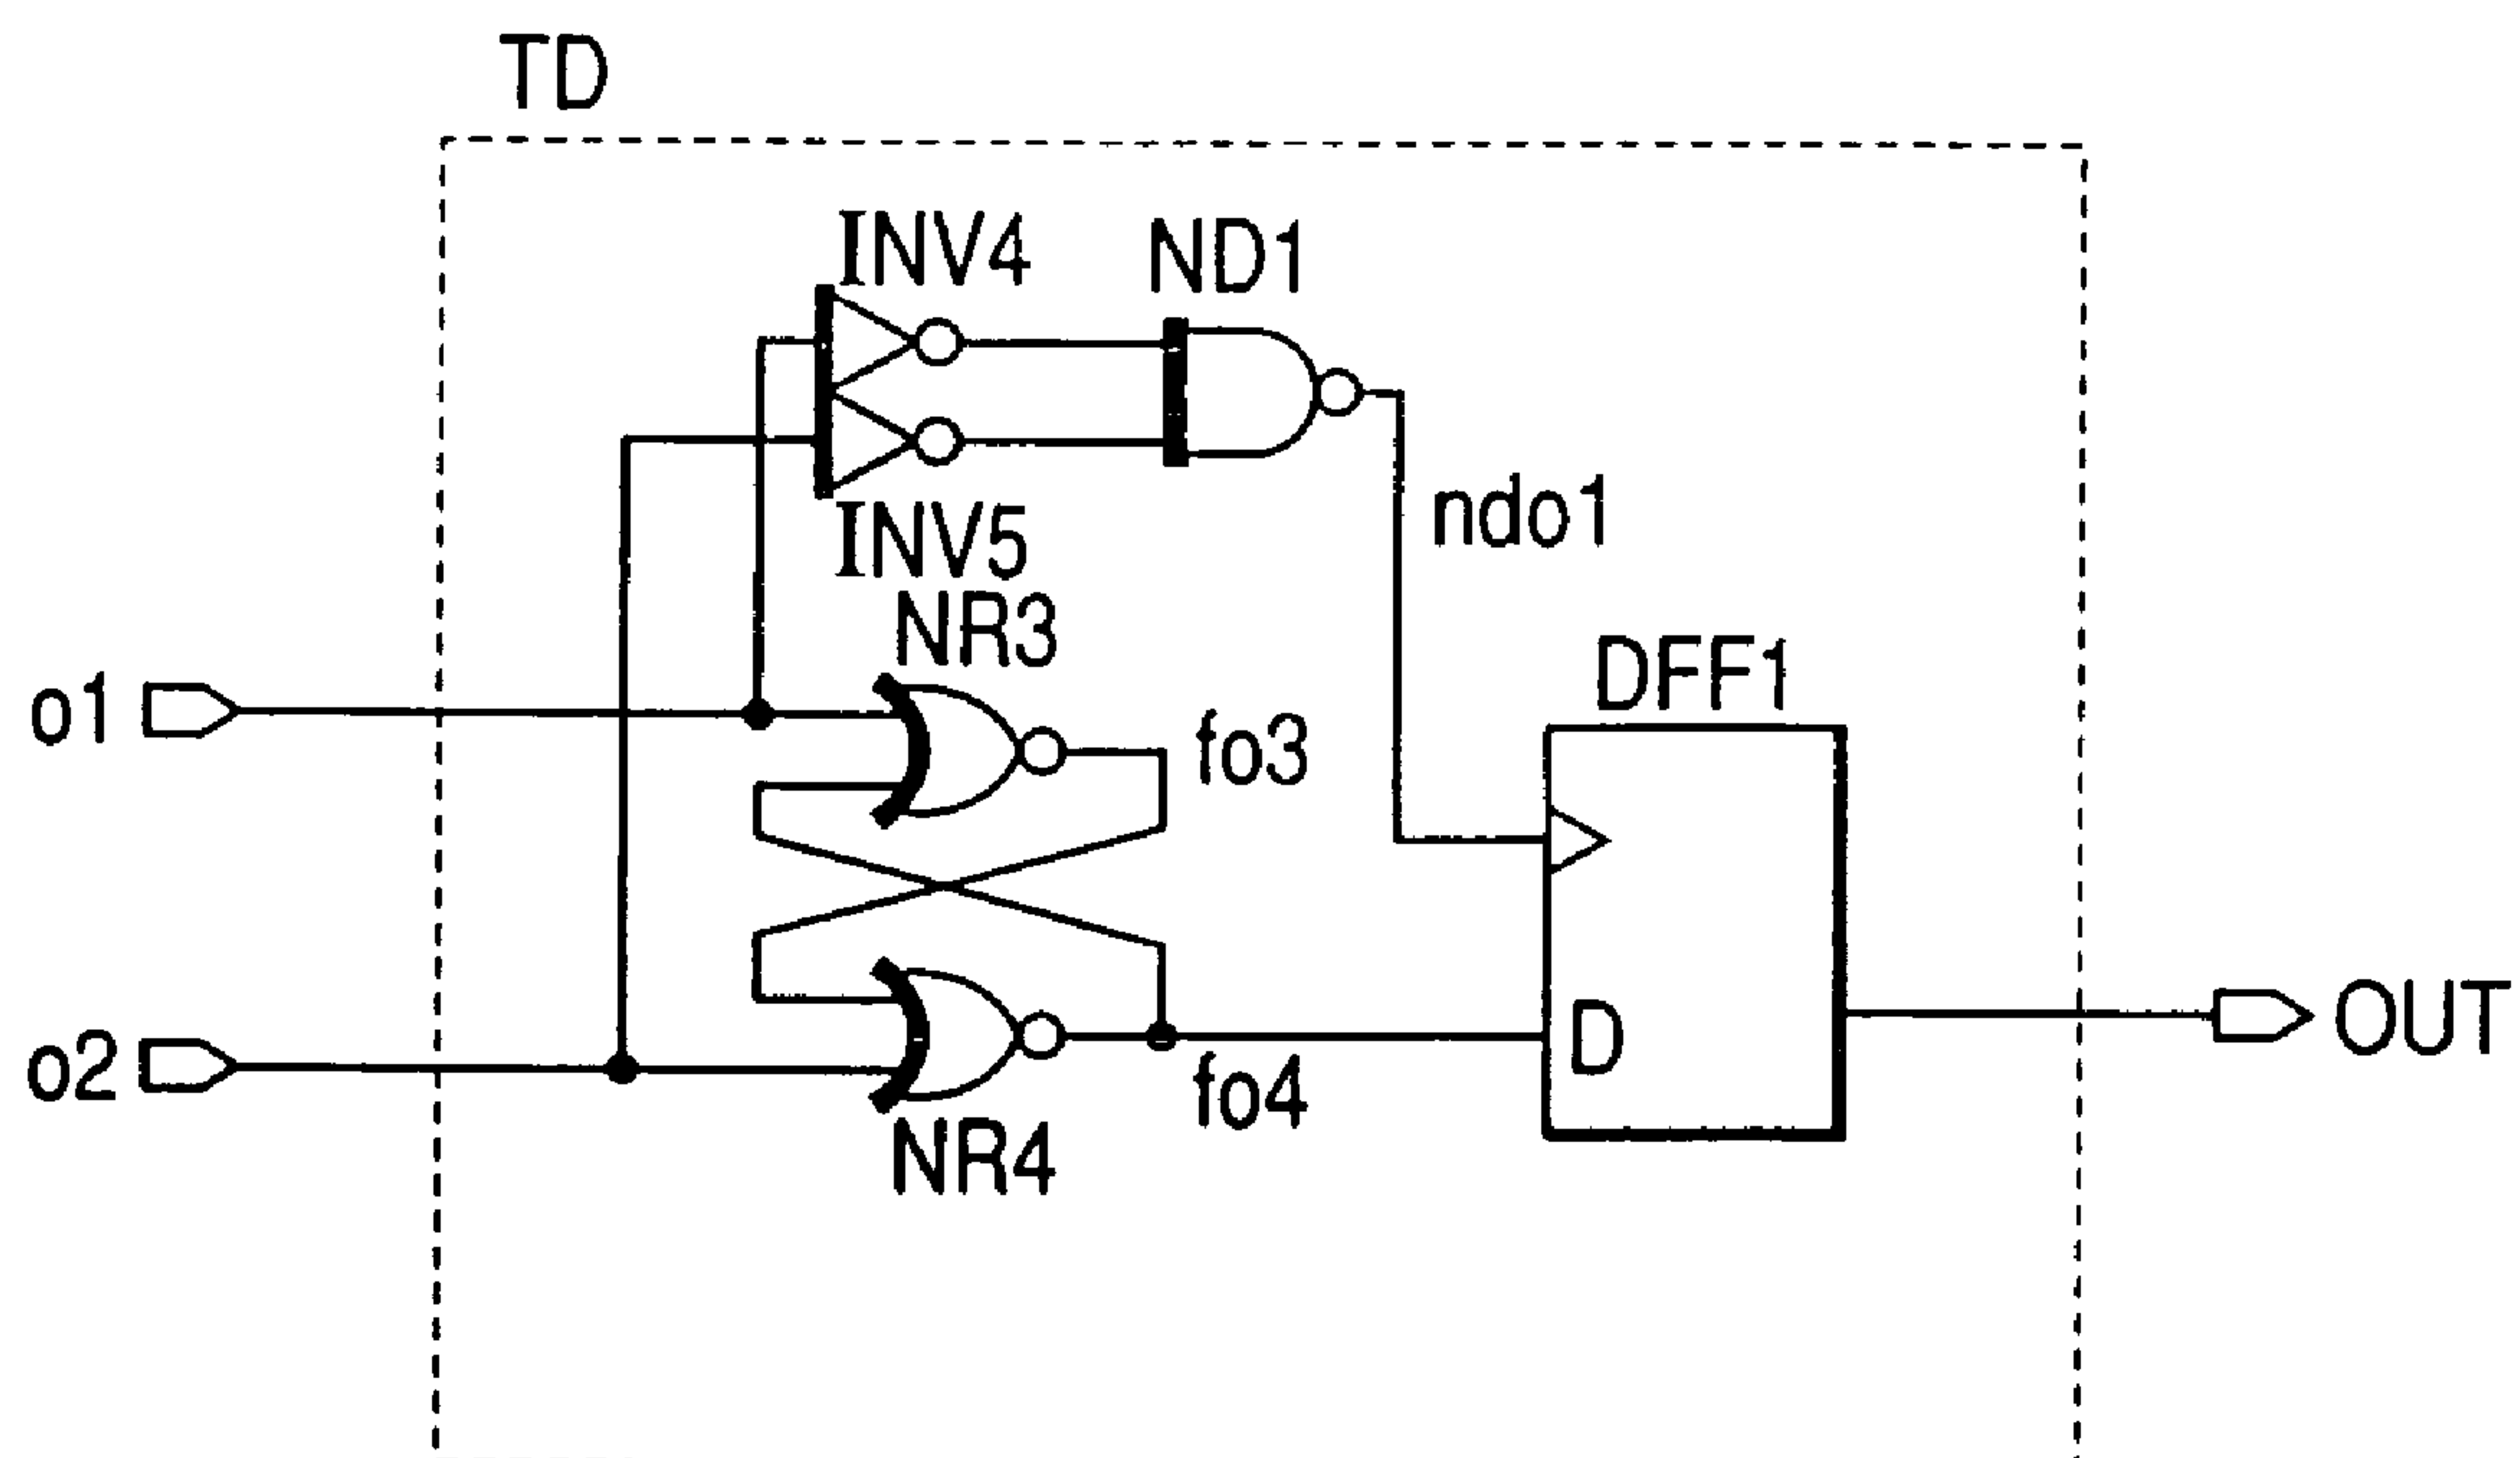 TD
INV4
ND1
INV5
ndo1
NR3
DFF1
o1
fo3
D
OUT
o2
fo4
NR4